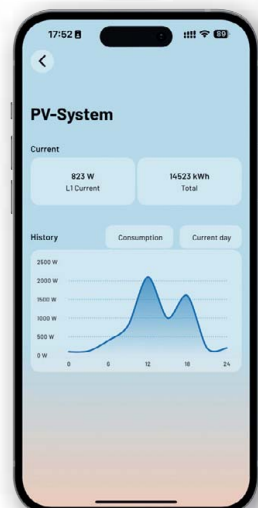 17:52
89
PV-System
Current
823 W
L1 Current
14523 kWh
Total
History
Consumption
Current day
2500 W
2000 W
1500 W
1000 W
500 W
0 W
0 6 12 18 24